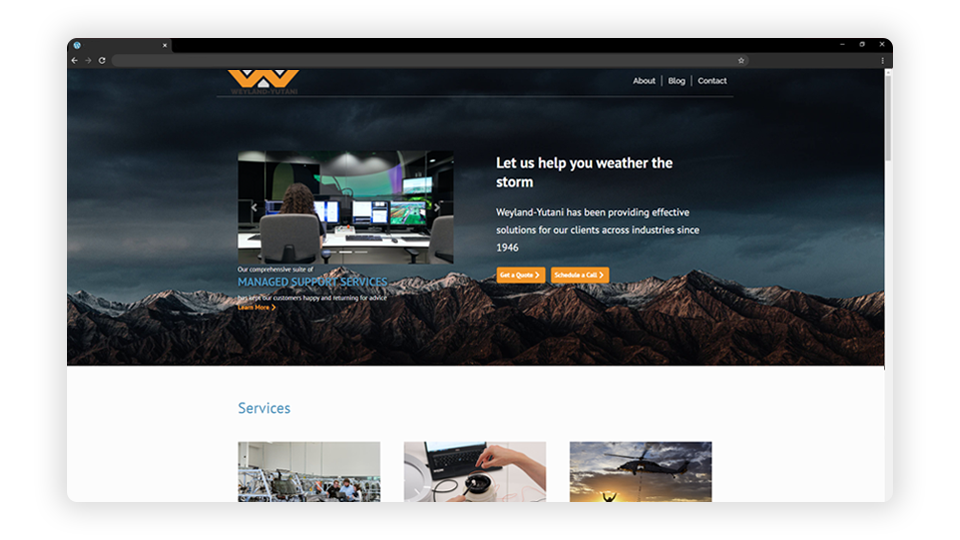 WEYLAND-YUTANI
About
Blog
Contact
Let us help you weather the
storm
Weyland-Yutani has been providing effective
solutions for our clients across industries since
1946
Get a Quote
Schedule a Call
Our comprehensive suite of
MANAGED SUPPORT SERVICES
has kept our customers happy and returning for advice
Learn More
Services